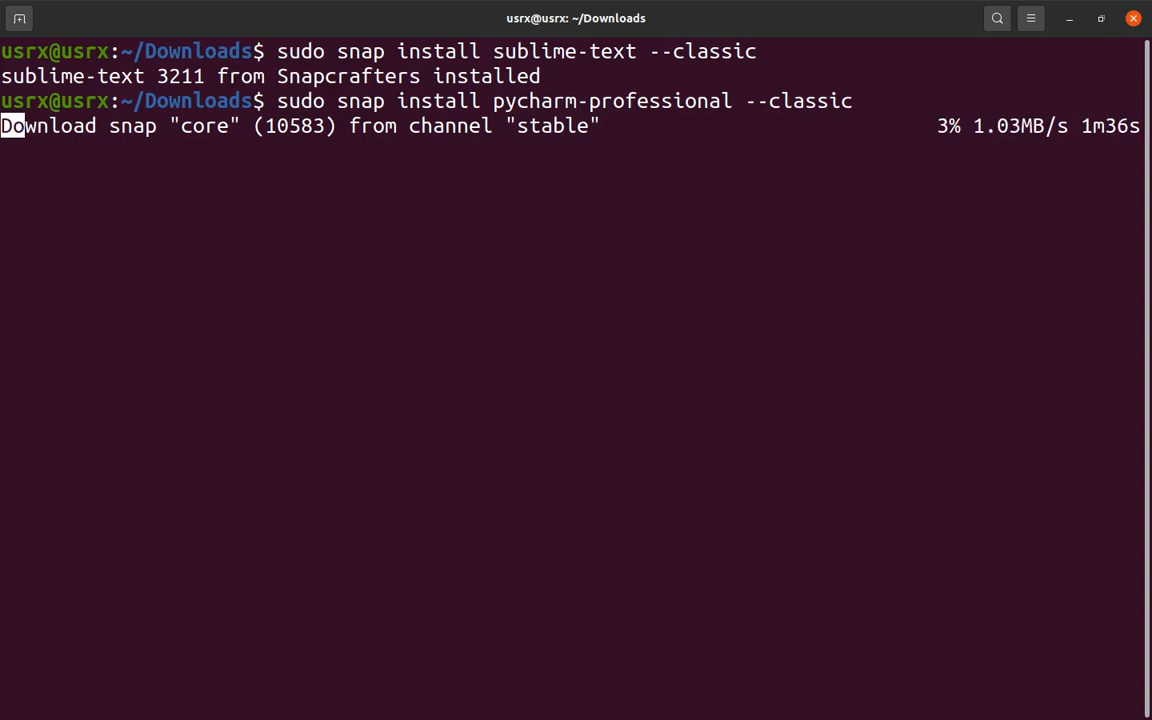 usrx@usrx: ~/Downloads
usrx@usrx:~/Downloads$ sudo snap install sublime-text --classic
sublime-text 3211 from Snapcrafters installed
usrx@usrx:~/Downloads$ sudo snap install pycharm-professional --classic
Download snap "core" (10583) from channel "stable" 3% 1.03MB/s 1m36s